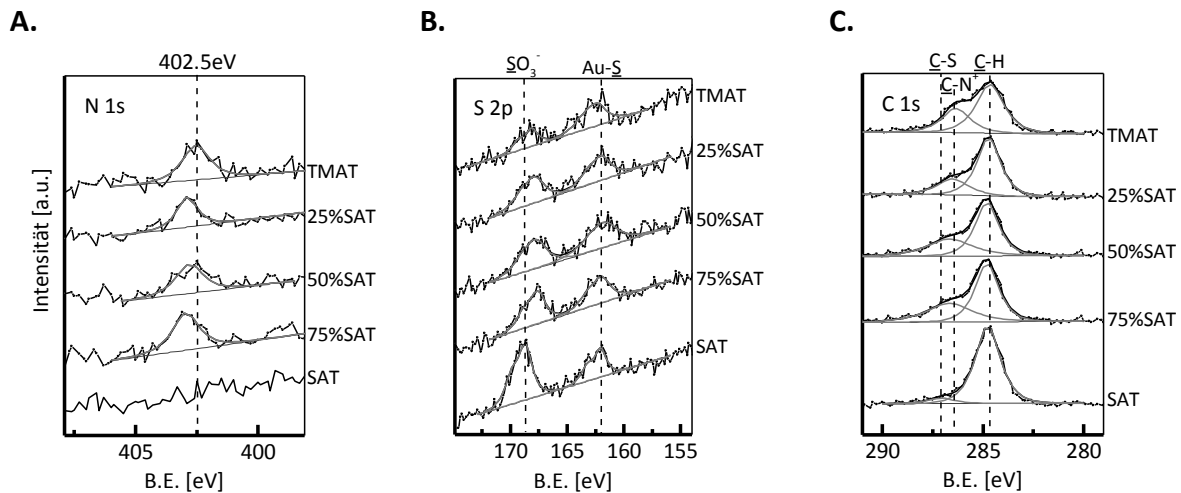 A.
402.5eV
N 1s
TMAT
25%SAT
50%SAT
75%SAT
SAT
Intensität [a.u.]
405 400
B.E. [eV]
B.
SO₃⁻ Au-S
S 2p
TMAT
25%SAT
50%SAT
75%SAT
SAT
170 165 160 155
B.E. [eV]
C.
C-S C-H
C-N⁺
C 1s
TMAT
25%SAT
50%SAT
75%SAT
SAT
290 285 280
B.E. [eV]